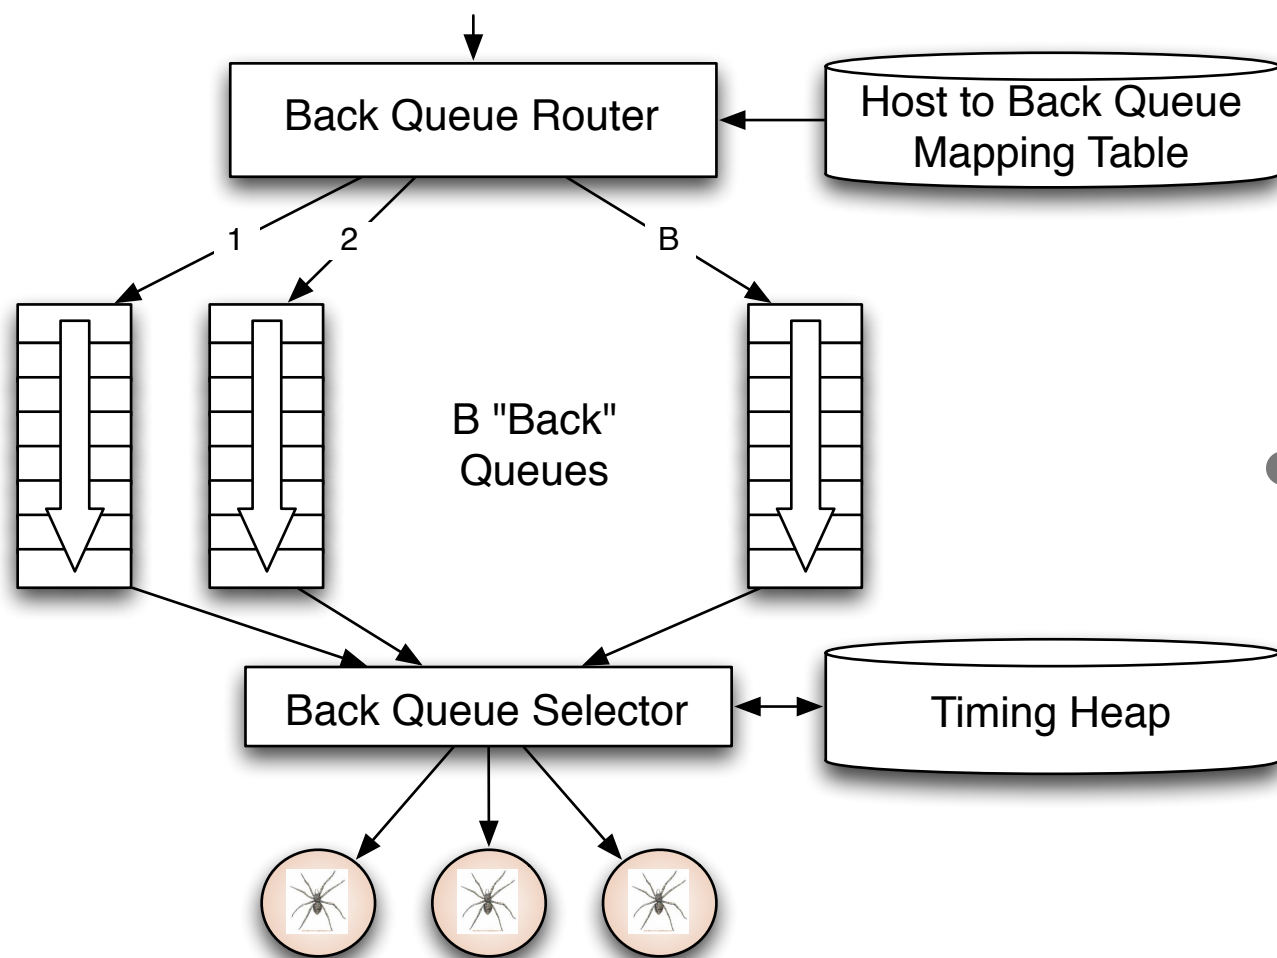 Back Queue Router
Host to Back Queue
Mapping Table
1
2
B
B "Back"
Queues
Back Queue Selector
Timing Heap